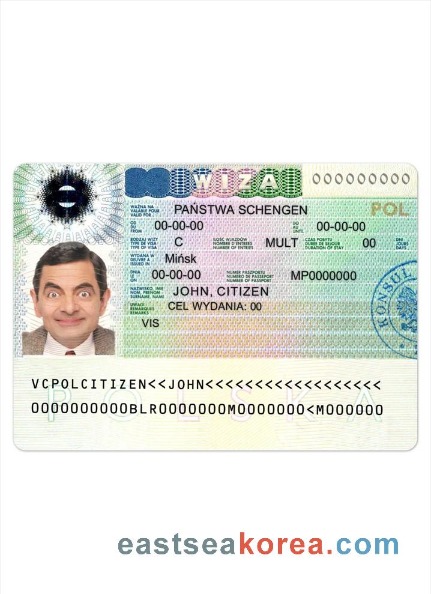 WIZA 000000000
WAŻNA NA
VALABLE POUR
VALID FOR
PAŃSTWA SCHENGEN POL
OD
DU
FROM
00-00-00
DO
AU
UNTIL
00-00-00
RODZAJ WIZY
TYPE DE VISA
TYPE OF VISA
C
ILOŚĆ WJAZDÓW
NOMBRE D'ENTREES
NUMBER OF ENTRIES
MULT
CZAS POBYTU
DUREE DE SEJOUR
DURATION OF STAY
00
DNI
JOURS
DAYS
WYDANA W
DELIVRE A
ISSUED IN
Mińsk
00-00-00
NUMER PASZPORTU
NUMERO DE PASSEPORT
NUMBER OF PASSPORT
MP0000000
NAZWISKO, IMIĘ
NOM, PRENOM
SURNAME, NAME
JOHN, CITIZEN
UWAGI
REMARQUES
REMARKS
CEL WYDANIA: 00
VIS
KONSUL
VCPOLCITIZEN<<JOHN<<<<<<<<<<<<<<<<<<
0000000000BLR0000000M0000000<M000000
POLSKA
eastseakorea.com